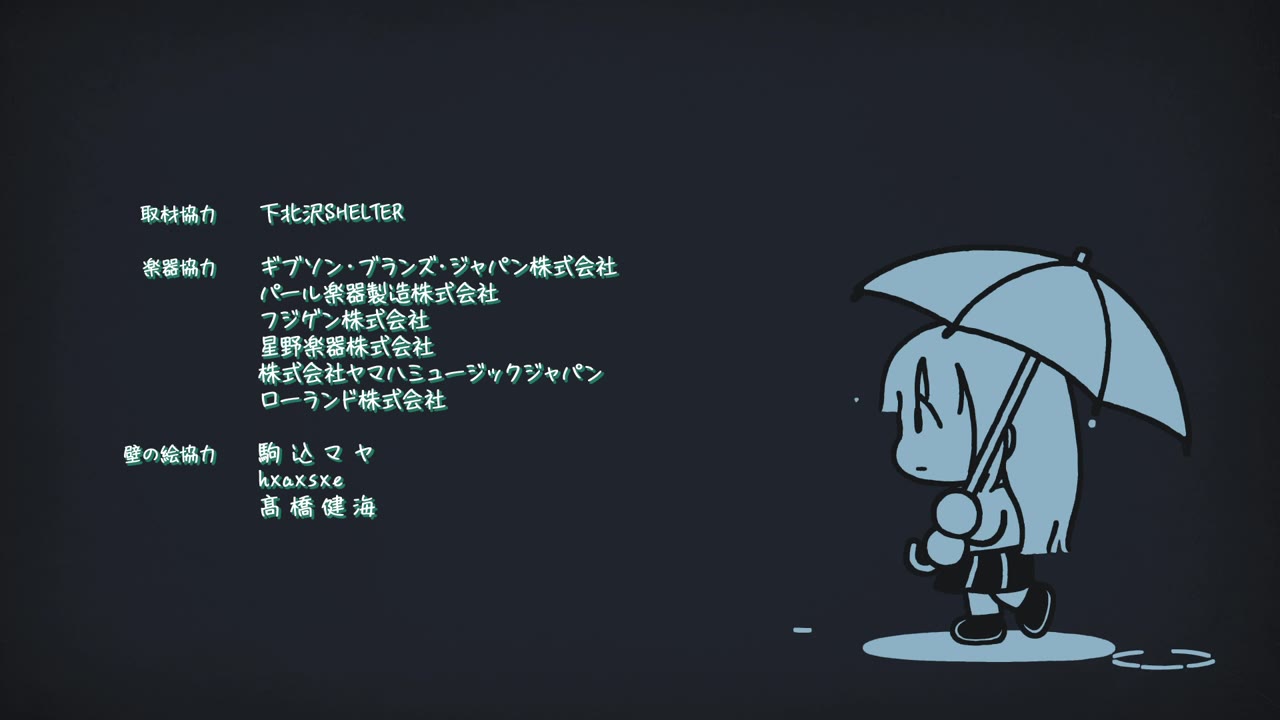 取材協力 下北沢SHELTER
楽器協力 ギブソン・ブランズ・ジャパン株式会社
パール楽器製造株式会社
フジゲン株式会社
星野楽器株式会社
株式会社ヤマハミュージックジャパン
ローランド株式会社
壁の絵協力 駒込マヤ
hxaxsxe
髙橋健海